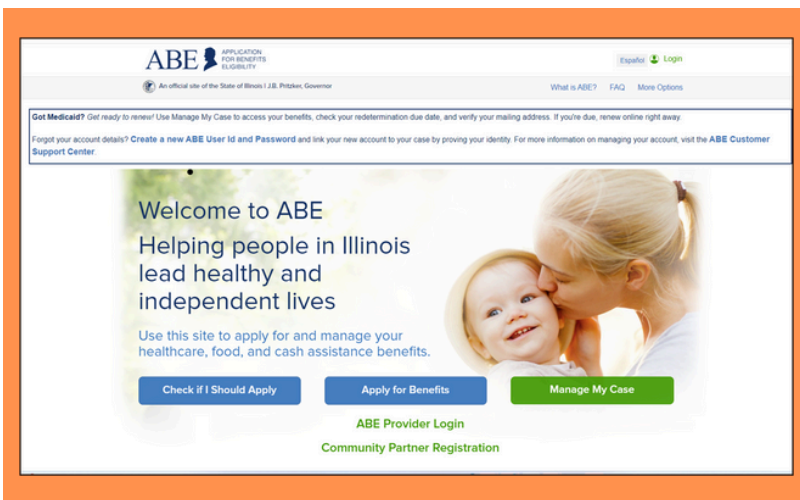 ABE APPLICATION
FOR BENEFITS
ELIGIBILITY
Español Login
An official site of the State of Illinois | J.B. Pritzker, Governor
What is ABE? FAQ More Options
Got Medicaid? Get ready to renew! Use Manage My Case to access your benefits, check your redetermination due date, and verify your mailing address. If you're due, renew online right away.
Forgot your account details? Create a new ABE User Id and Password and link your new account to your case by proving your identity. For more information on managing your account, visit the ABE Customer
Support Center.
Welcome to ABE
Helping people in Illinois
lead healthy and
independent lives
Use this site to apply for and manage your
healthcare, food, and cash assistance benefits.
Check if I Should Apply
Apply for Benefits
Manage My Case
ABE Provider Login
Community Partner Registration